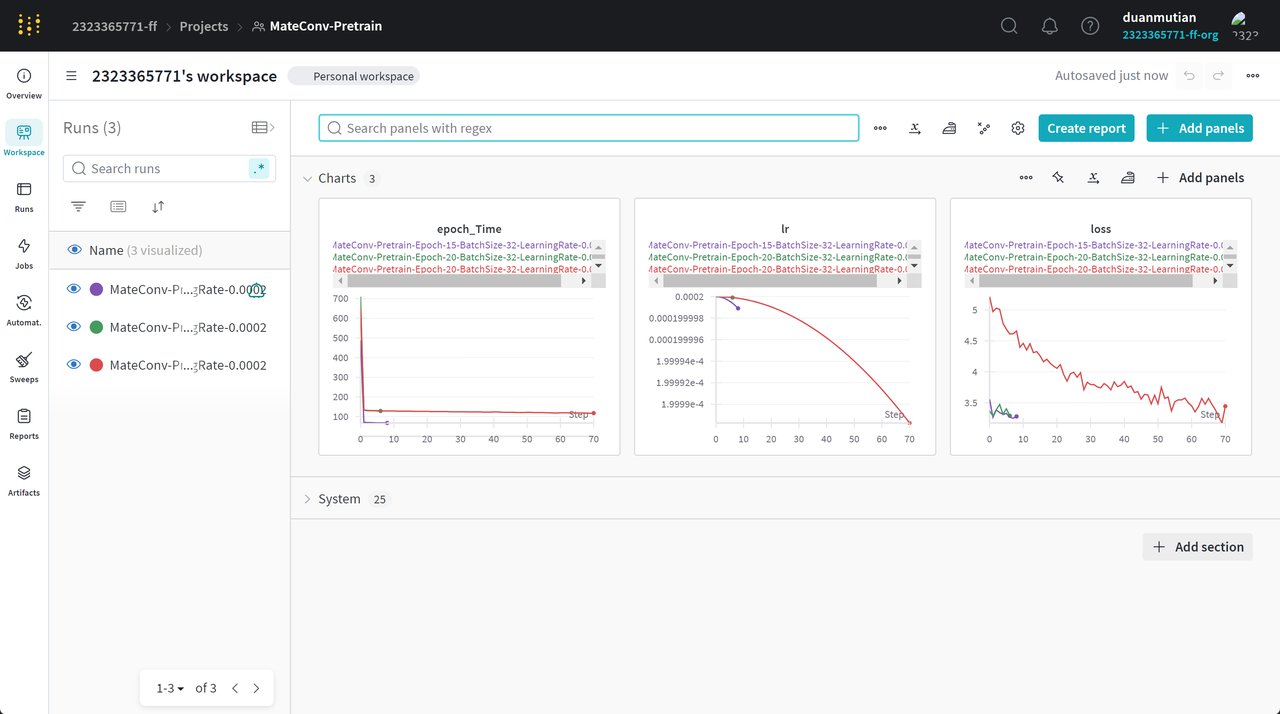 2323365771-ff > Projects > MateConv-Pretrain
duanmutian
2323365771-ff-org
232?
Overview
Workspace
Runs
Jobs
Automat.
Sweeps
Reports
Artifacts
2323365771's workspace
Personal workspace
Autosaved just now
Runs (3)
Search runs
.*
Name (3 visualized)
MateConv-Pr...gRate-0.0002
MateConv-Pr...gRate-0.0002
MateConv-Pr...gRate-0.0002
1-3
of 3
Search panels with regex
Create report
Add panels
Charts 3
Add panels
epoch_Time
MateConv-Pretrain-Epoch-15-BatchSize-32-LearningRate-0.0
MateConv-Pretrain-Epoch-20-BatchSize-32-LearningRate-0.0
MateConv-Pretrain-Epoch-20-BatchSize-32-LearningRate-0.0
700
600
500
400
300
200
100
Step
0 10 20 30 40 50 60 70
lr
MateConv-Pretrain-Epoch-15-BatchSize-32-LearningRate-0.0
MateConv-Pretrain-Epoch-20-BatchSize-32-LearningRate-0.0
MateConv-Pretrain-Epoch-20-BatchSize-32-LearningRate-0.0
0.0002
0.000199998
0.000199996
1.99994e-4
1.99992e-4
1.9999e-4
Step
0 10 20 30 40 50 60 70
loss
MateConv-Pretrain-Epoch-15-BatchSize-32-LearningRate-0.0
MateConv-Pretrain-Epoch-20-BatchSize-32-LearningRate-0.0
MateConv-Pretrain-Epoch-20-BatchSize-32-LearningRate-0.0
5
4.5
4
3.5
Step
0 10 20 30 40 50 60 70
System 25
Add section